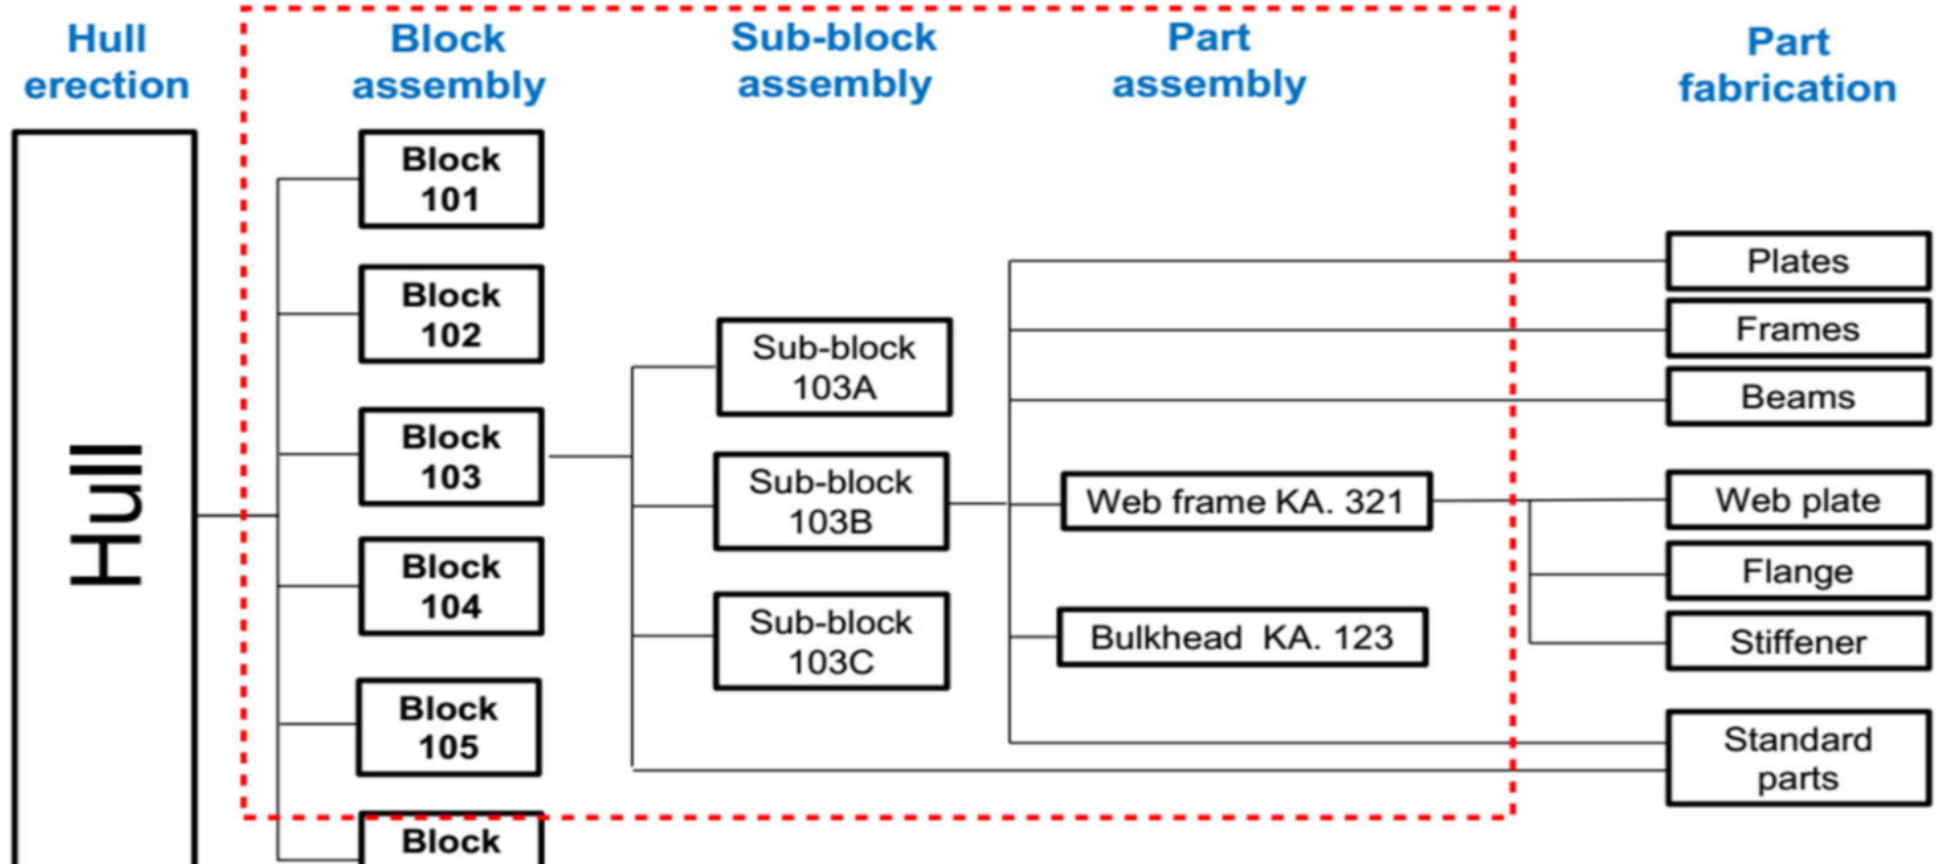 Hull
erection
Block
assembly
Sub-block
assembly
Part
assembly
Part
fabrication
Hull
Block
101
Block
102
Block
103
Block
104
Block
105
Block
Sub-block
103A
Sub-block
103B
Sub-block
103C
Web frame KA. 321
Bulkhead KA. 123
Plates
Frames
Beams
Web plate
Flange
Stiffener
Standard
parts